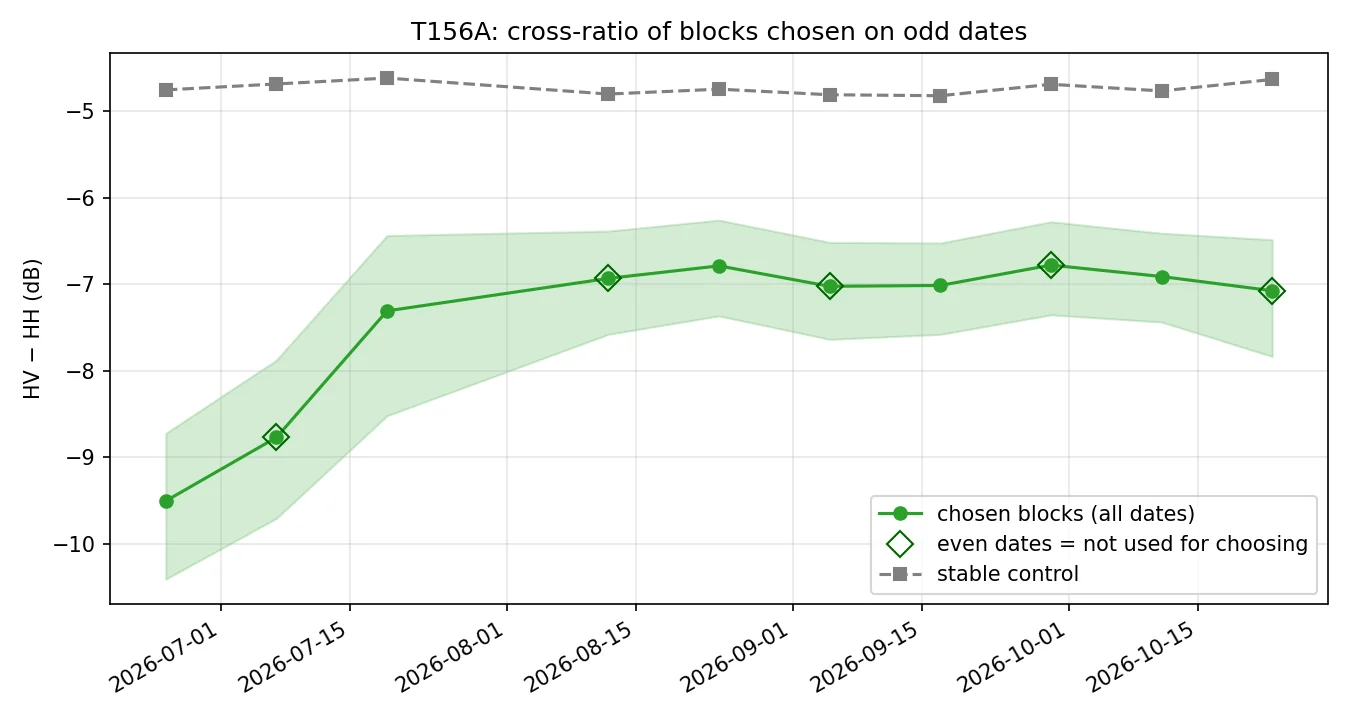 T156A: cross-ratio of blocks chosen on odd dates
HV − HH (dB)
−5
−6
−7
−8
−9
−10
chosen blocks (all dates)
even dates = not used for choosing
stable control
2026-07-01
2026-07-15
2026-08-01
2026-08-15
2026-09-01
2026-09-15
2026-10-01
2026-10-15